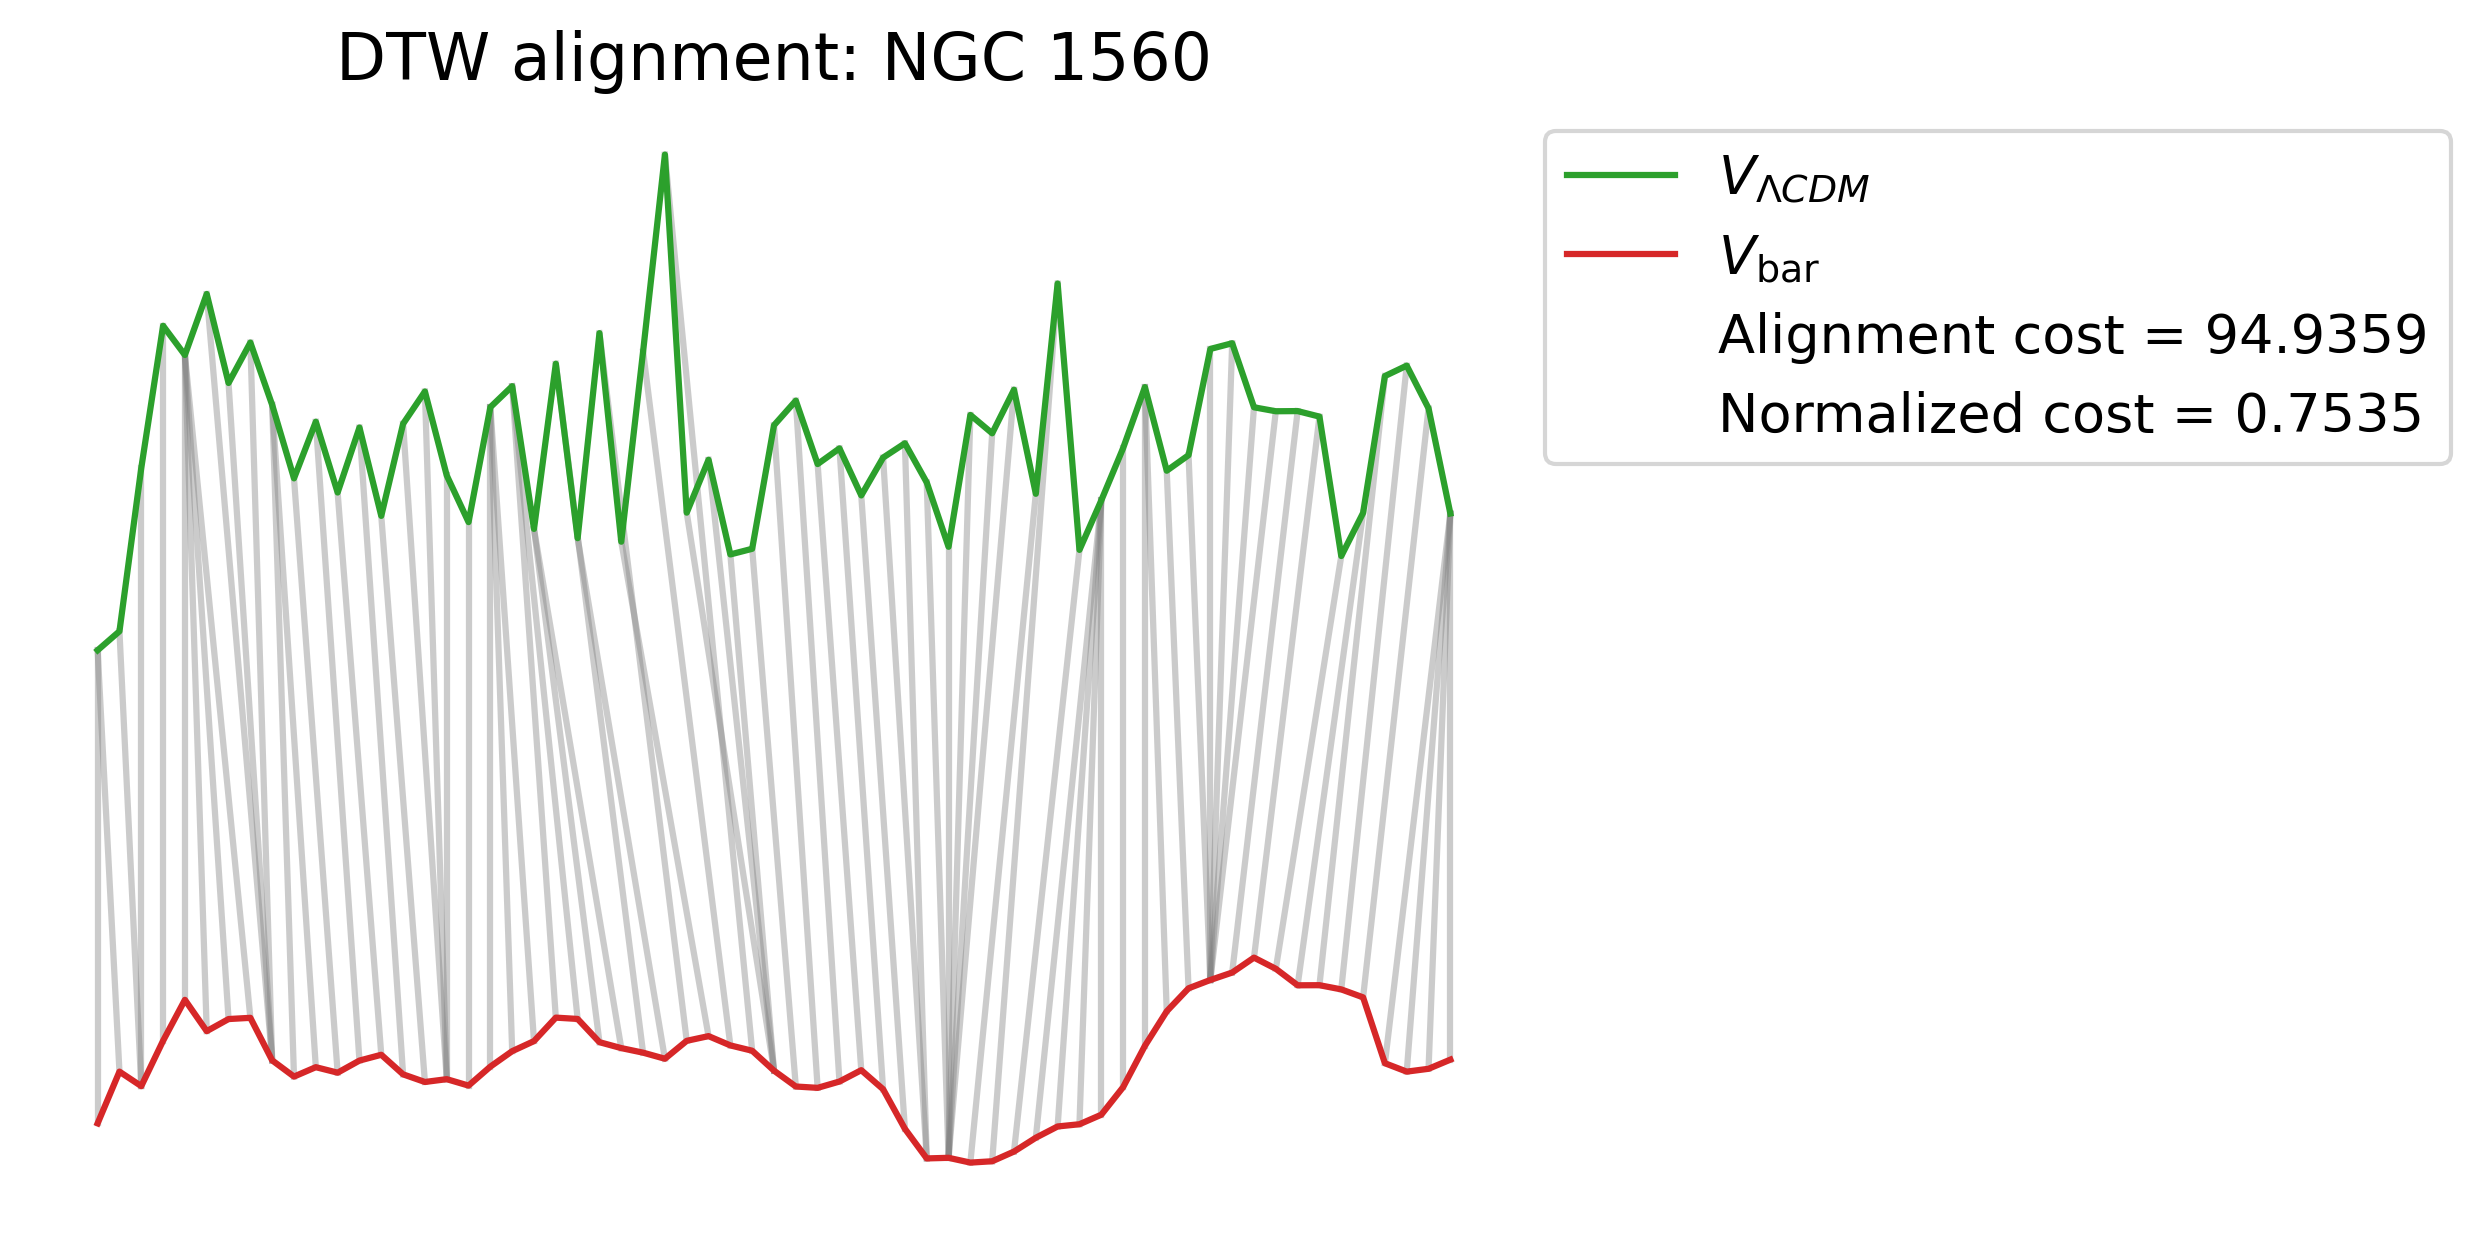 DTW alignment: NGC 1560
V_ΛCDM
V_bar
Alignment cost = 94.9359
Normalized cost = 0.7535